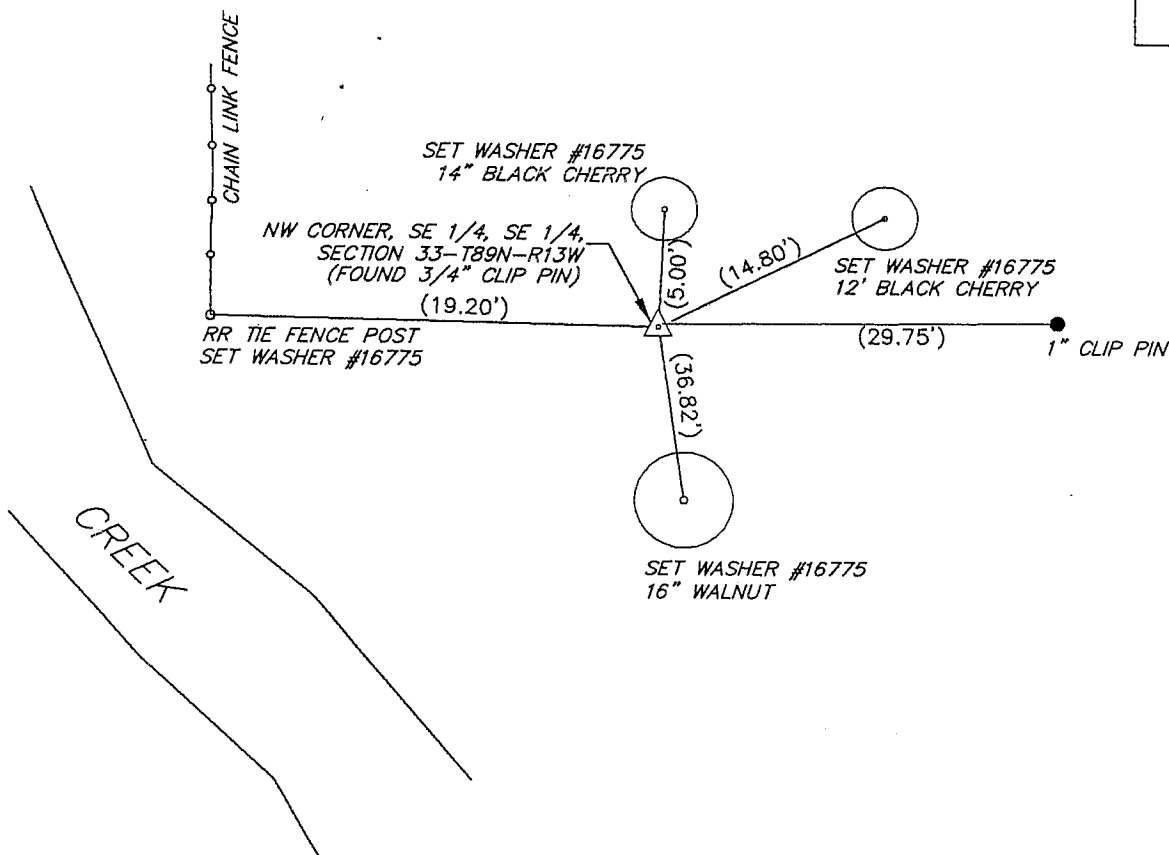 CHAIN LINK FENCE
SET WASHER #16775
14" BLACK CHERRY
NW CORNER, SE 1/4, SE 1/4,
SECTION 33-T89N-R13W
(FOUND 3/4" CLIP PIN)
(5.00')
(14.80')
SET WASHER #16775
12' BLACK CHERRY
(19.20')
RR TIE FENCE POST
SET WASHER #16775
(29.75')
1" CLIP PIN
(36.82')
CREEK
SET WASHER #16775
16" WALNUT